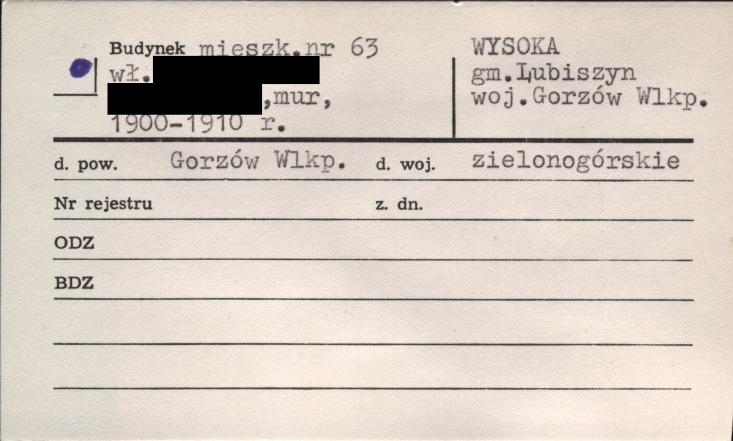 Budynek mieszk.nr 63
wł.
,mur,
1900-1910 r.
WYSOKA
gm.Lubiszyn
woj.Gorzów Wlkp.
d. pow. Gorzów Wlkp. d. woj. zielonogórskie
Nr rejestru z. dn.
ODZ
BDZ